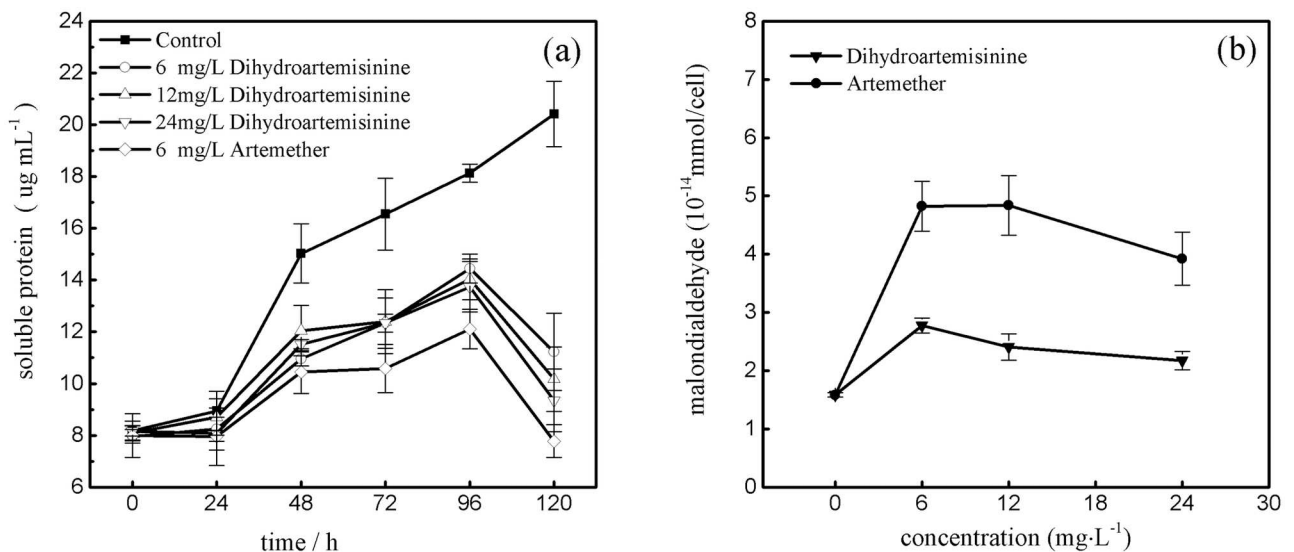 24
22
20
18
16
14
12
10
8
6
soluble protein ( ug mL⁻¹ )
Control
6 mg/L Dihydroartemisinine
12mg/L Dihydroartemisinine
24mg/L Dihydroartemisinine
6 mg/L Artemether
(a)
0 24 48 72 96 120
time / h
8
7
6
5
4
3
2
1
0
malondialdehyde (10⁻¹⁴mmol/cell)
Dihydroartemisinine
Artemether
(b)
0 6 12 18 24 30
concentration (mg·L⁻¹)